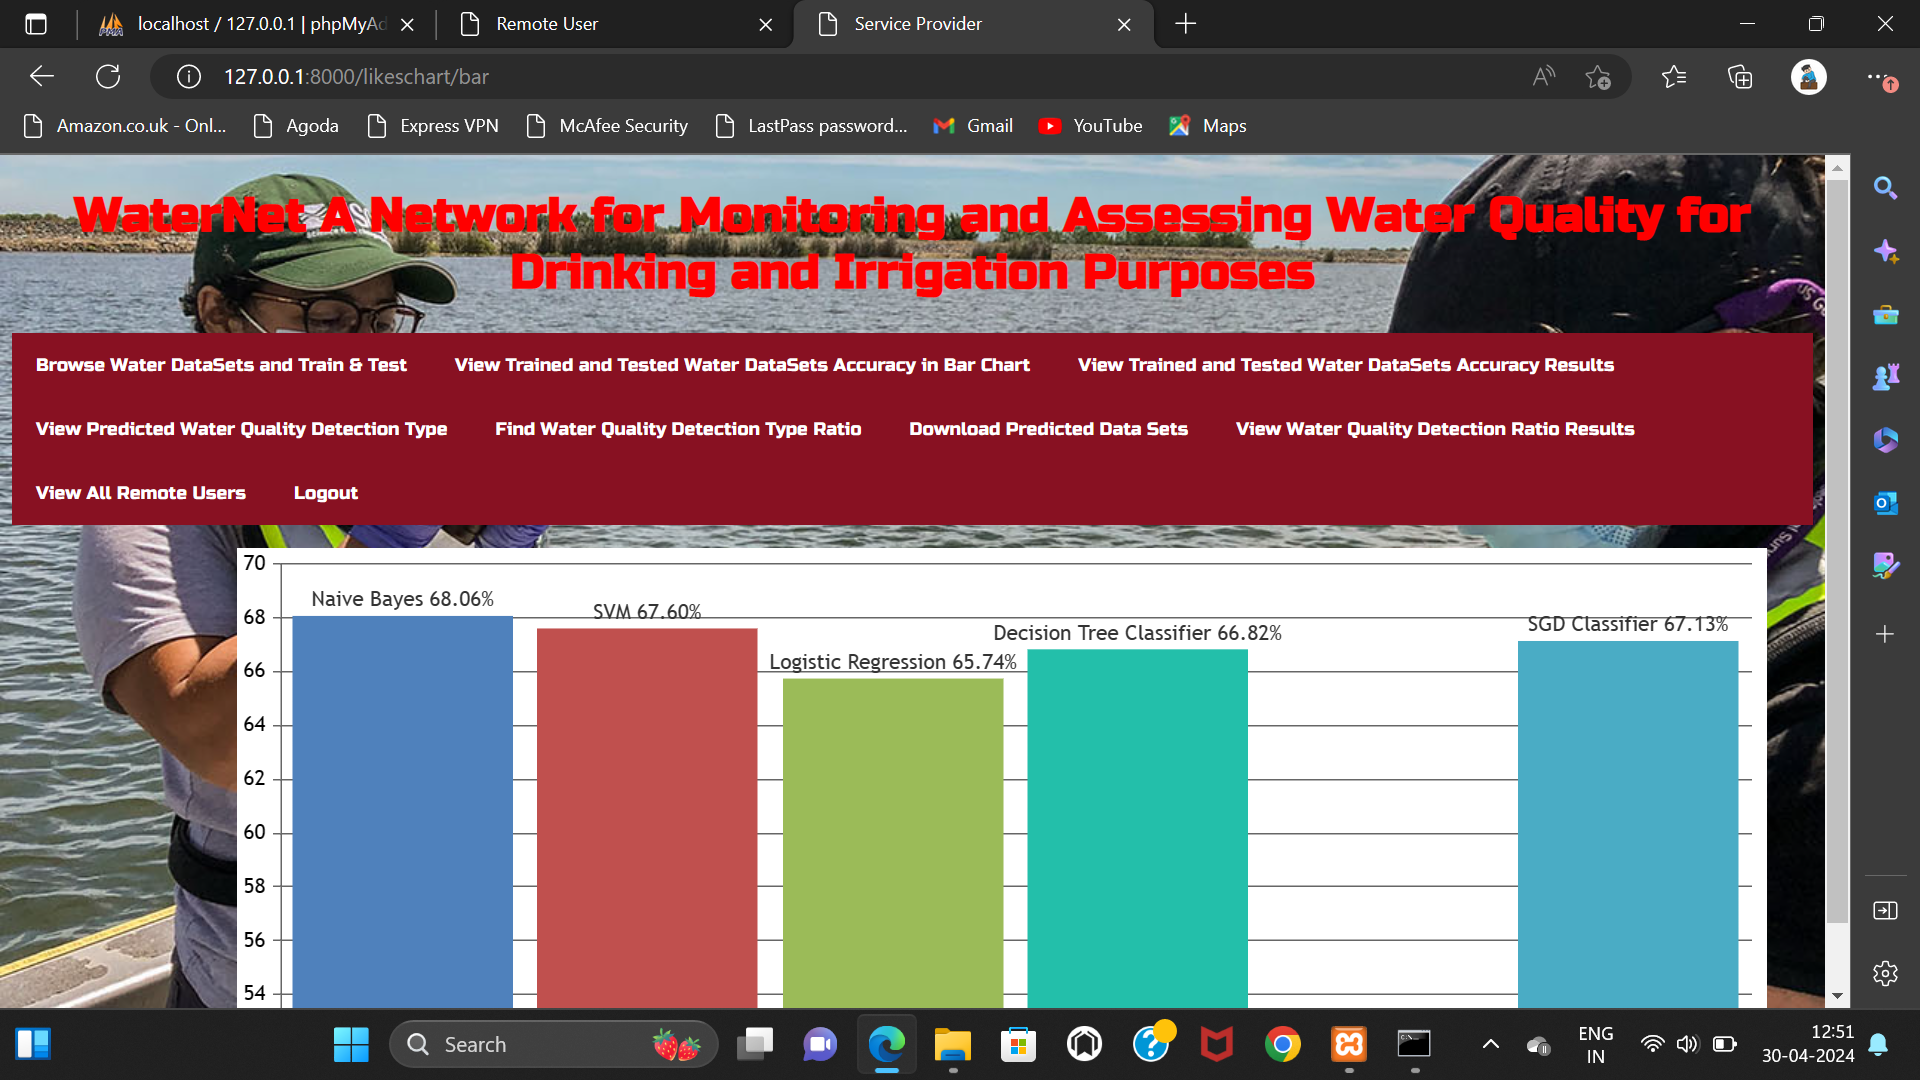 localhost / 127.0.0.1 | phpMyAd
Remote User
Service Provider
127.0.0.1:8000/likeschart/bar
Amazon.co.uk - Onl...
Agoda
Express VPN
McAfee Security
LastPass password...
Gmail
YouTube
Maps
WaterNet A Network for Monitoring and Assessing Water Quality for
Drinking and Irrigation Purposes
Browse Water DataSets and Train & Test
View Trained and Tested Water DataSets Accuracy in Bar Chart
View Trained and Tested Water DataSets Accuracy Results
View Predicted Water Quality Detection Type
Find Water Quality Detection Type Ratio
Download Predicted Data Sets
View Water Quality Detection Ratio Results
View All Remote Users
Logout
70
68
66
64
62
60
58
56
54
Naive Bayes 68.06%
SVM 67.60%
Logistic Regression 65.74%
Decision Tree Classifier 66.82%
SGD Classifier 67.13%
Search
ENG
IN
12:51
30-04-2024